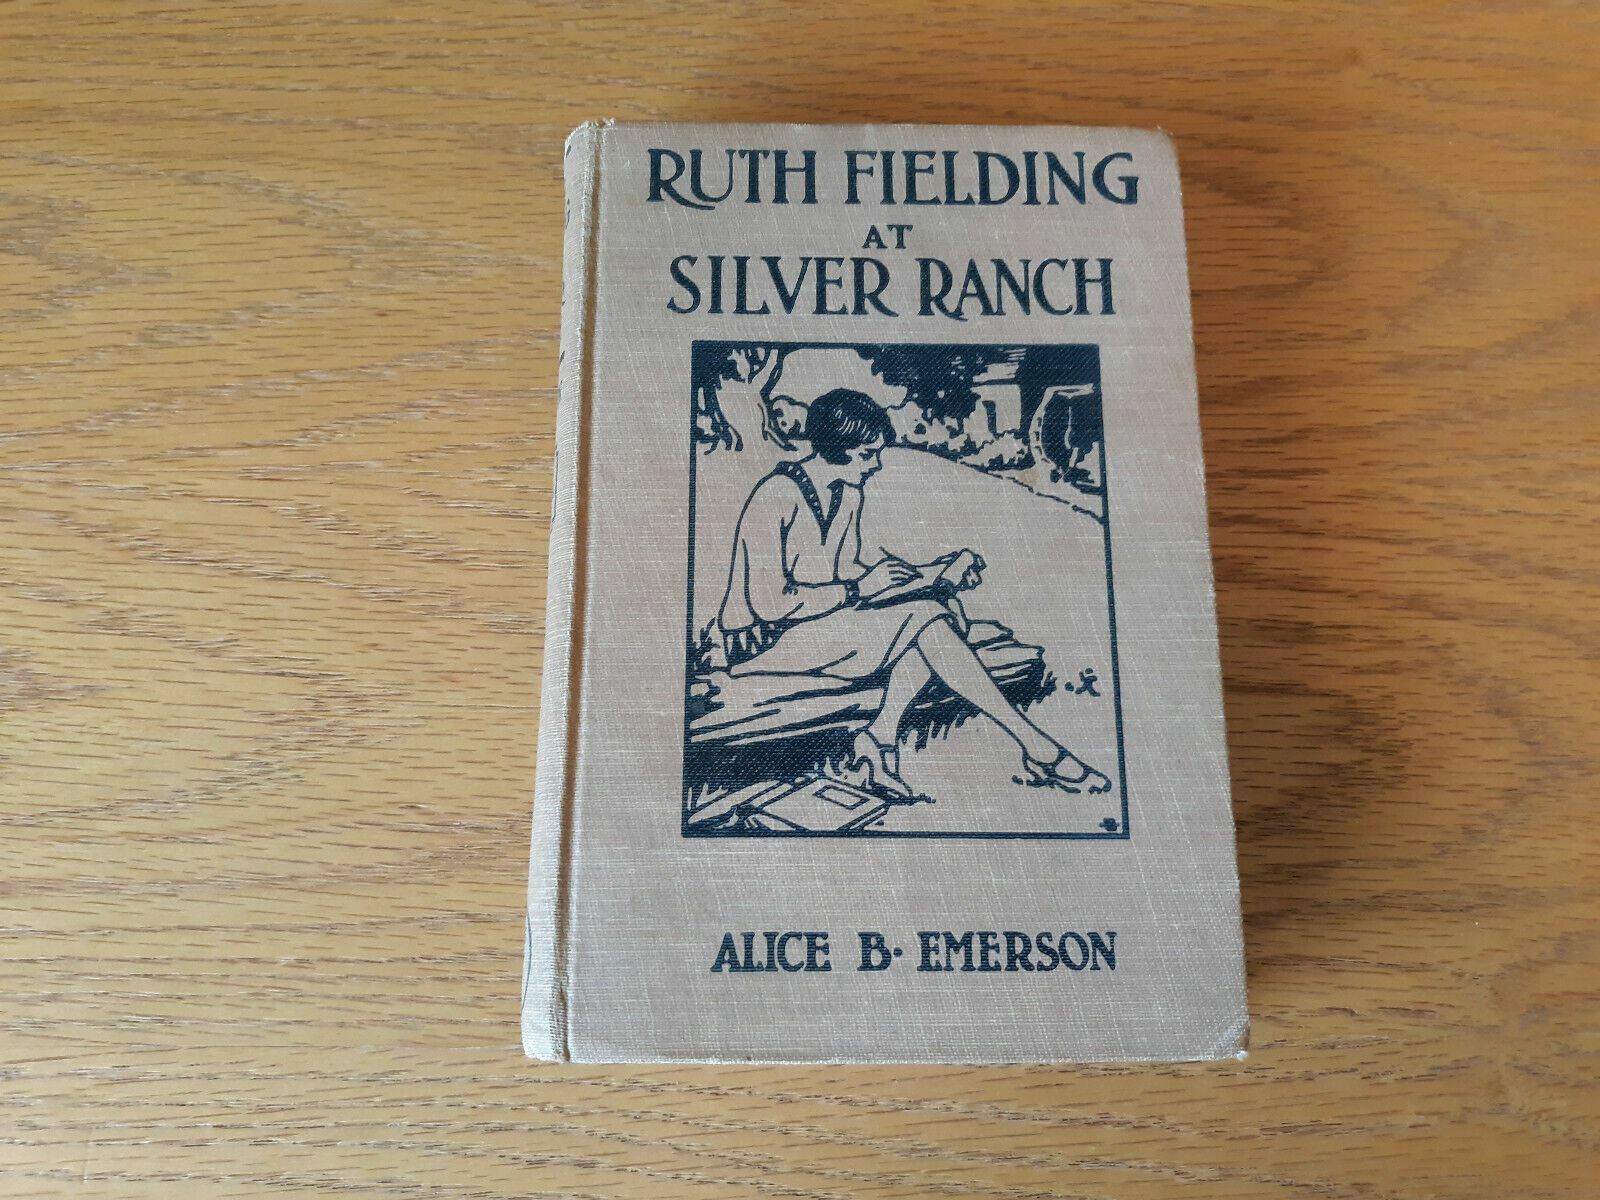 RUTH FIELDING
AT
SILVER RANCH
ALICE B. EMERSON